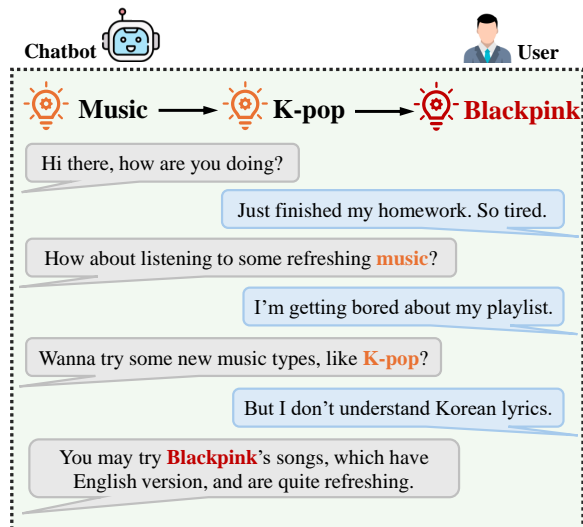 Chatbot
User
Music
K-pop
Blackpink
Hi there, how are you doing?
Just finished my homework. So tired.
How about listening to some refreshing music?
I'm getting bored about my playlist.
Wanna try some new music types, like K-pop?
But I don't understand Korean lyrics.
You may try Blackpink's songs, which have
English version, and are quite refreshing.